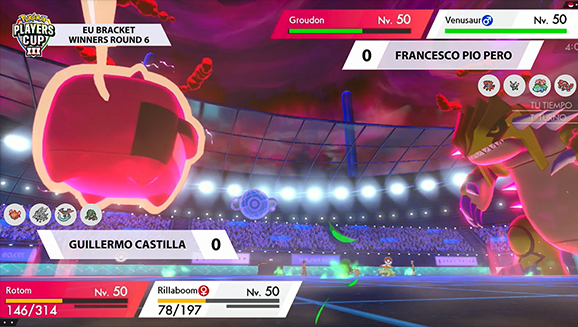 Pokémon
PLAYERS
CUP
III
EU BRACKET
WINNERS ROUND 6
Groudon Nv. 50
Venusaur♂ Nv. 50
0 FRANCESCO PIO PERO
TU TIEMPO
GUILLERMO CASTILLA 0
Rotom Nv. 50
146/314
Rillaboom♀ Nv. 50
78/197